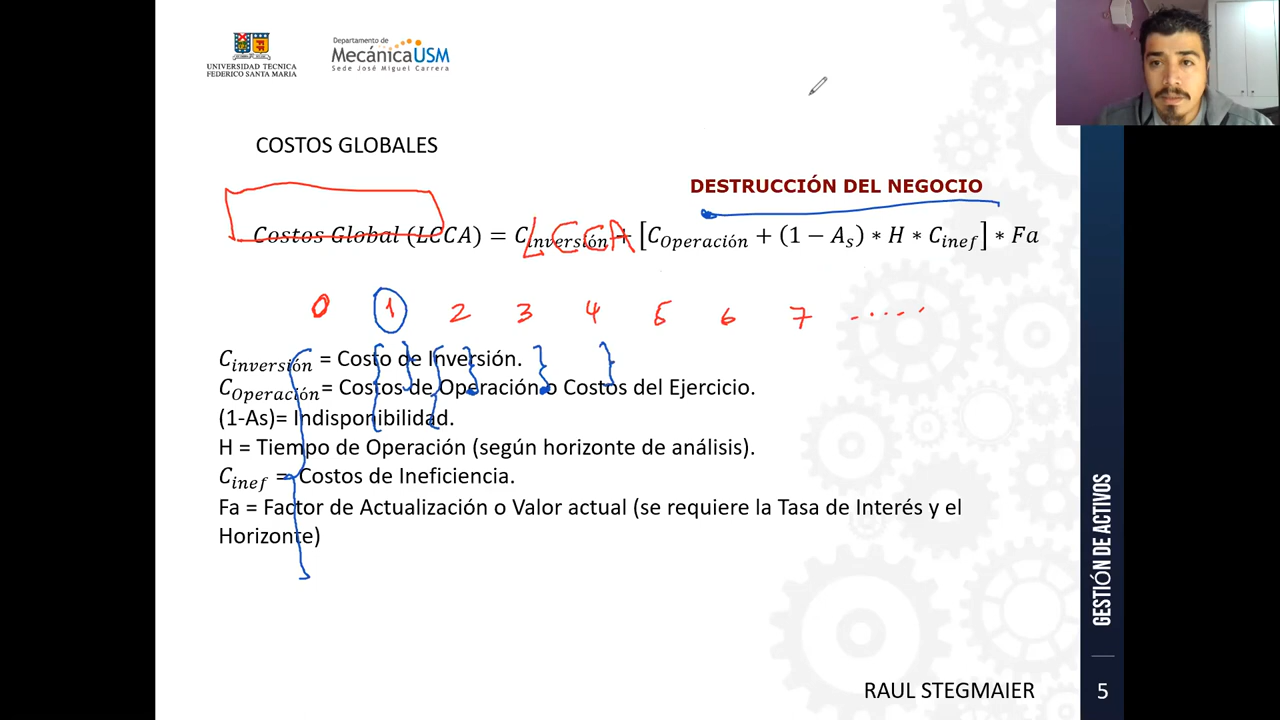 UNIVERSIDAD TECNICA
FEDERICO SANTA MARIA
Departamento de
MecánicaUSM
Sede José Miguel Carrera
COSTOS GLOBALES
DESTRUCCIÓN DEL NEGOCIO
Costos Global (LCCA) = C_inversión + [C_Operación + (1 − A_s) * H * C_inef] * Fa
LCCA
0 1 2 3 4 5 6 7 ......
C_inversión = Costo de Inversión.
C_Operación= Costos de Operación o Costos del Ejercicio.
(1-As)= Indisponibilidad.
H = Tiempo de Operación (según horizonte de análisis).
C_inef = Costos de Ineficiencia.
Fa = Factor de Actualización o Valor actual (se requiere la Tasa de Interés y el
Horizonte)
GESTIÓN DE ACTIVOS
RAUL STEGMAIER
5